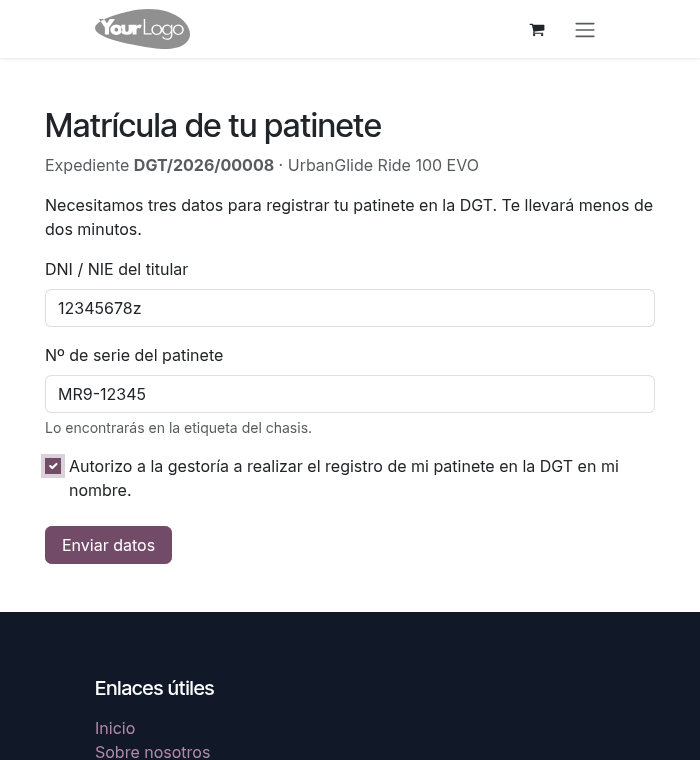 YourLogo
Matrícula de tu patinete
Expediente DGT/2026/00008 · UrbanGlide Ride 100 EVO
Necesitamos tres datos para registrar tu patinete en la DGT. Te llevará menos de
dos minutos.
DNI / NIE del titular
12345678z
Nº de serie del patinete
MR9-12345
Lo encontrarás en la etiqueta del chasis.
Autorizo a la gestoría a realizar el registro de mi patinete en la DGT en mi
nombre.
Enviar datos
Enlaces útiles
Inicio
Sobre nosotros